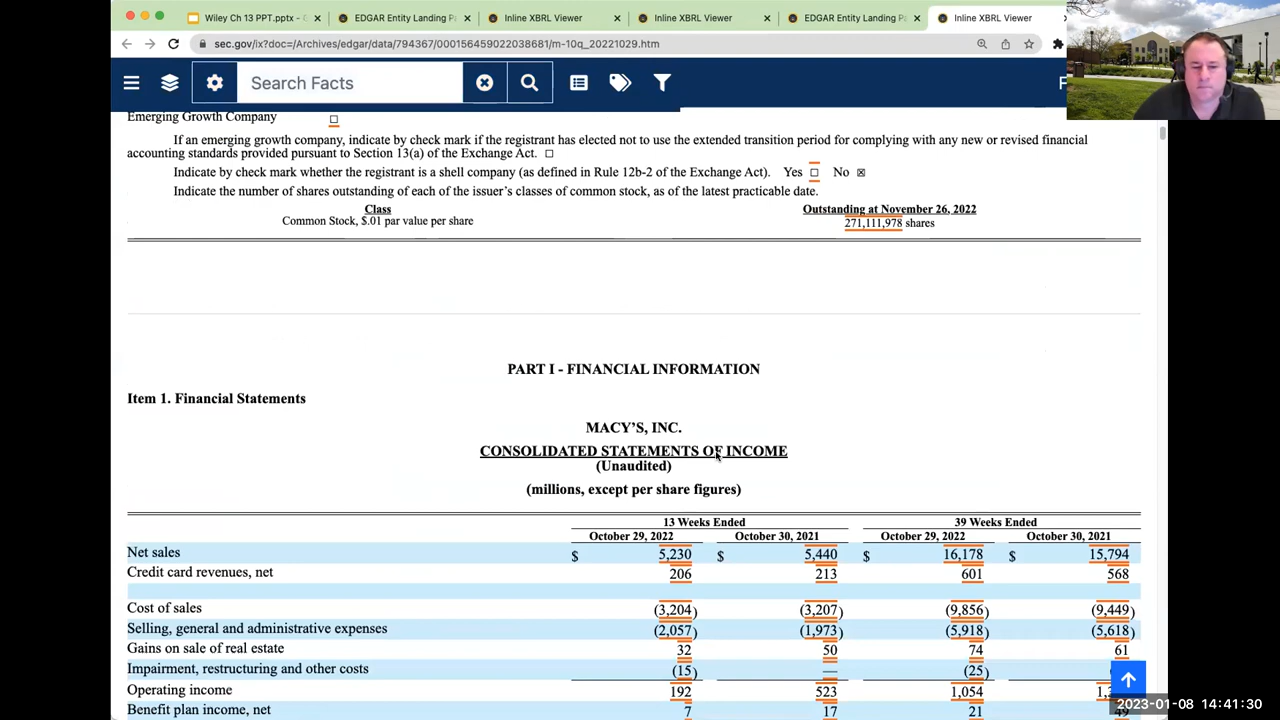 Wiley Ch 13 PPT.pptx - G
EDGAR Entity Landing Pa
Inline XBRL Viewer
Inline XBRL Viewer
EDGAR Entity Landing Pa
Inline XBRL Viewer
sec.gov/ix?doc=/Archives/edgar/data/794367/000156459022038681/m-10q_20221029.htm
Search Facts
F
Emerging Growth Company ☐
If an emerging growth company, indicate by check mark if the registrant has elected not to use the extended transition period for complying with any new or revised financial
accounting standards provided pursuant to Section 13(a) of the Exchange Act. ☐
Indicate by check mark whether the registrant is a shell company (as defined in Rule 12b-2 of the Exchange Act). Yes ☐ No ☒
Indicate the number of shares outstanding of each of the issuer's classes of common stock, as of the latest practicable date.
Class Outstanding at November 26, 2022
Common Stock, $.01 par value per share 271,111,978 shares
PART I - FINANCIAL INFORMATION
Item 1. Financial Statements
MACY'S, INC.
CONSOLIDATED STATEMENTS OF INCOME
(Unaudited)
(millions, except per share figures)
13 Weeks Ended 39 Weeks Ended
October 29, 2022 October 30, 2021 October 29, 2022 October 30, 2021
Net sales $ 5,230 $ 5,440 $ 16,178 $ 15,794
Credit card revenues, net 206 213 601 568
Cost of sales (3,204) (3,207) (9,856) (9,449)
Selling, general and administrative expenses (2,057) (1,973) (5,918) (5,618)
Gains on sale of real estate 32 50 74 61
Impairment, restructuring and other costs (15) — (25)
Operating income 192 523 1,054
Benefit plan income, net 7 17 21
2023-01-08 14:41:30